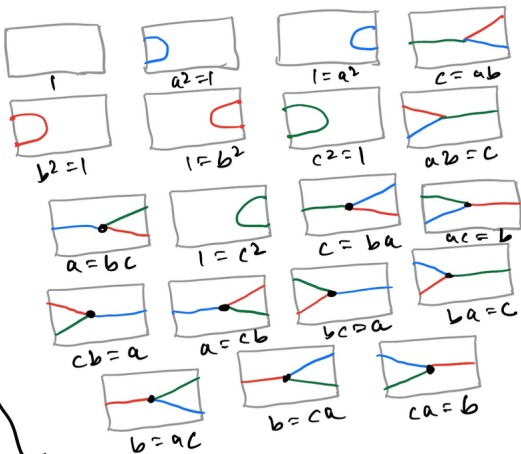 1 a²=1 1=a² c=ab
b²=1 1=b² c²=1 ab=c
a=bc 1=c² c=ba ac=b
cb=a a=cb bc=a ba=c
b=ac b=ca ca=b